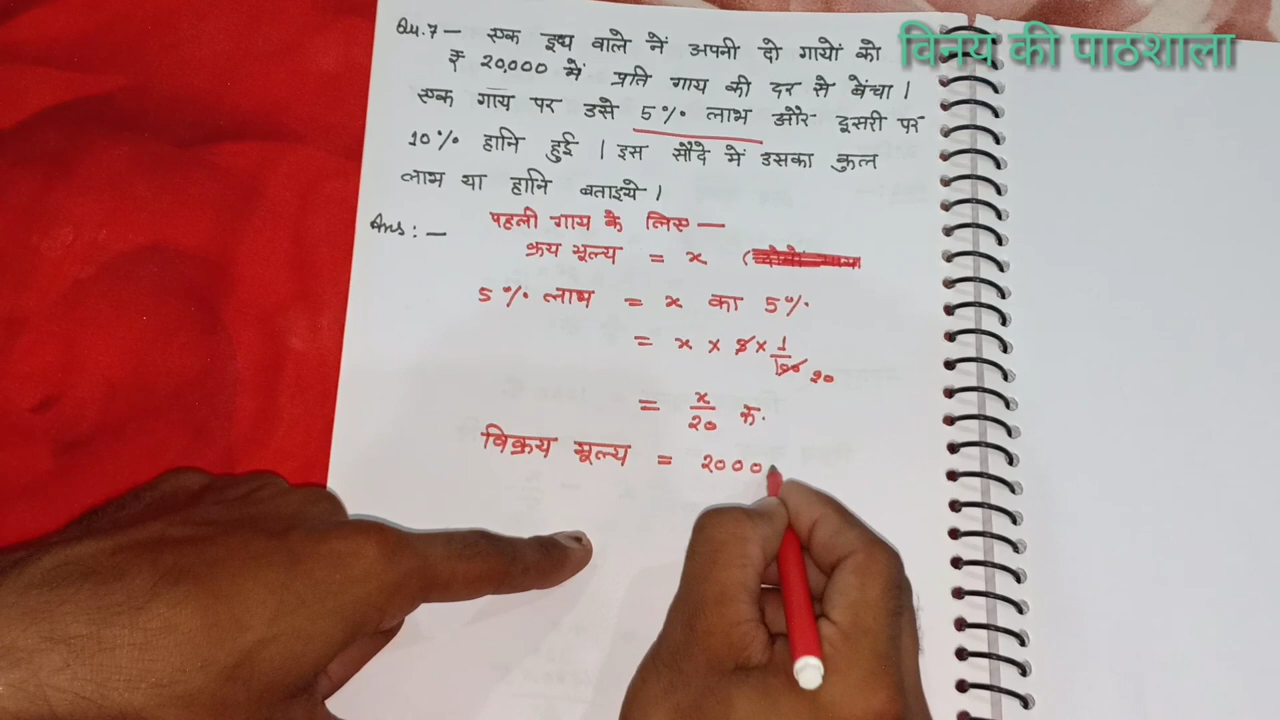 विनय की पाठशाला
Qu.7 - एक दूध वाले नें अपनी दो गायों को
₹ 20,000 में प्रति गाय की दर से बेंचा।
एक गाय पर उसे 5% लाभ और दूसरी पर
10% हानि हुई । इस सौदे में उसका कुल
लाभ या हानि बताइये।
Ans:- पहली गाय के लिए —
क्रय मूल्य = x (
5% लाभ = x का 5%
= x × 5 × 1/100 20
= x/20 रू.
विक्रय मूल्य = 2000